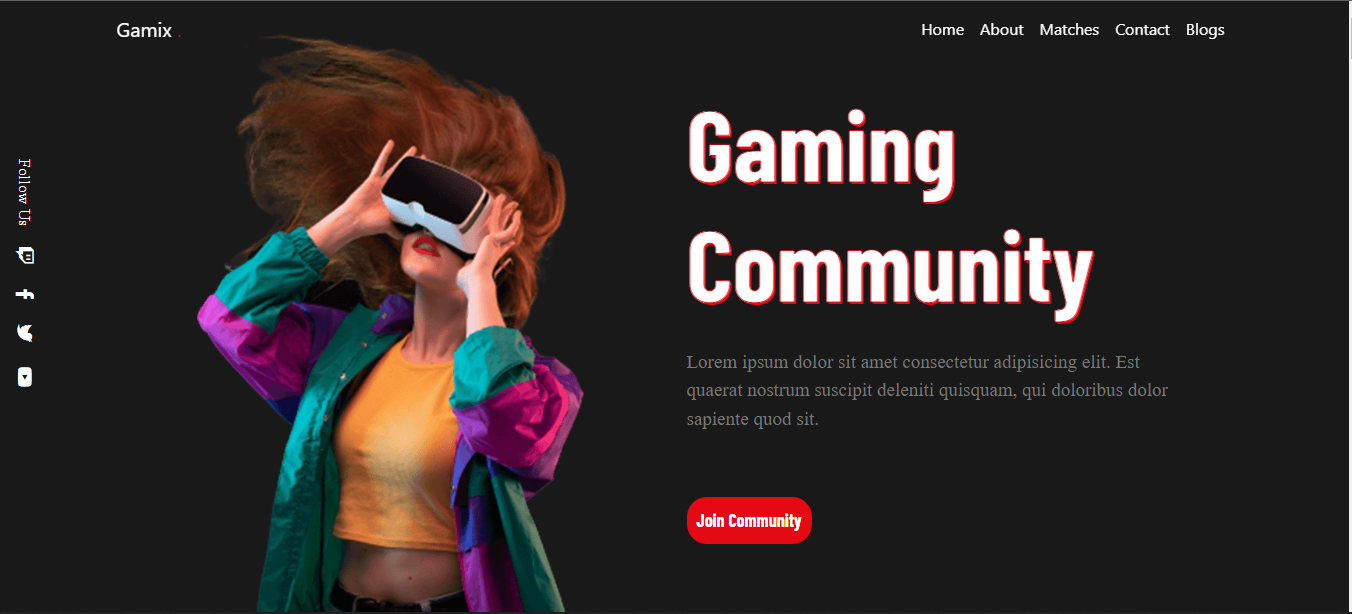 Gamix .
Home About Matches Contact Blogs
Follow Us
Gaming
Community
Lorem ipsum dolor sit amet consectetur adipisicing elit. Est
quaerat nostrum suscipit deleniti quisquam, qui doloribus dolor
sapiente quod sit.
Join Community